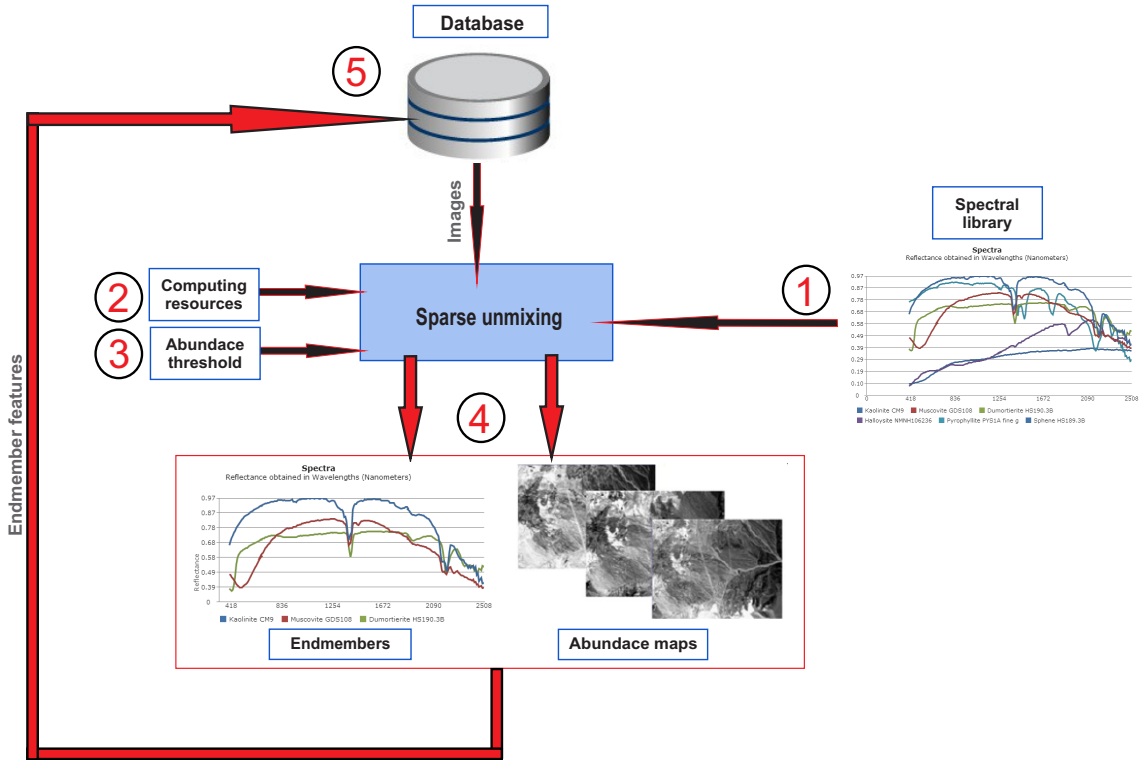 Database
5
Images
Spectral
library
Spectra
Reflectance obtained in Wavelengths (Nanometers)
0.97
0.88
0.78
0.68
0.58
0.49
0.39
0.29
0.19
0.10
0
0
418
836
1254
1672
2090
2508
Kaolinite CM9
Muscovite GDS108
Dumortierite HS190.3B
Halloysite NMNH106236
Pyrophyllite PYS1A fine g
Sphene HS189.3B
1
2
Computing
resources
3
Abundace
threshold
Sparse unmixing
4
Endmember features
Spectra
Reflectance obtained in Wavelengths (Nanometers)
Reflectance
0.97
0.88
0.78
0.68
0.58
0.49
0.39
0
418
836
1254
1672
2090
2508
Kaolinite CM9
Muscovite GDS108
Dumortierite HS190.3B
Endmembers
Abundace maps